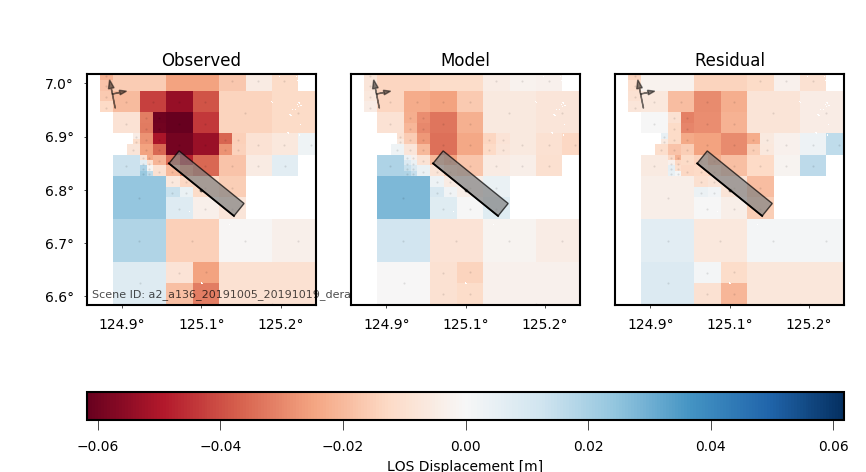 Observed
Model
Residual
7.0°
6.9°
6.8°
6.7°
6.6°
Scene ID: a2_a136_20191005_20191019_dera
124.9° 125.1° 125.2°
124.9° 125.1° 125.2°
124.9° 125.1° 125.2°
−0.06 −0.04 −0.02 0.00 0.02 0.04 0.06
LOS Displacement [m]